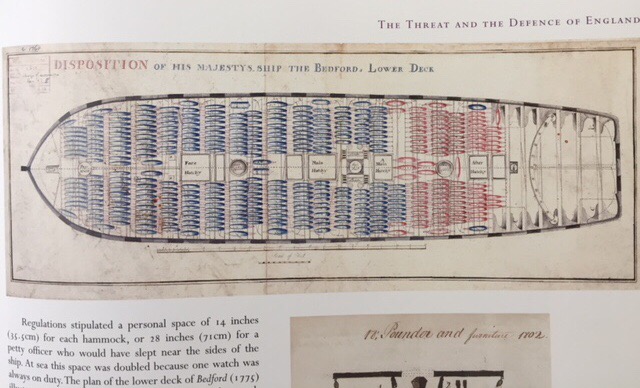 THE THREAT AND THE DEFENCE OF ENGLAND
DISPOSITION OF HIS MAJESTYS SHIP THE BEDFORD. LOWER DECK
Fore Hatchy
Main Hatchy
After Hatchy
Regulations stipulated a personal space of 14 inches
(35.5cm) for each hammock, or 28 inches (71cm) for a
petty officer who would have slept near the sides of the
ship. At sea this space was doubled because one watch was
always on duty. The plan of the lower deck of Bedford (1775)
Pounder and furniture 1802